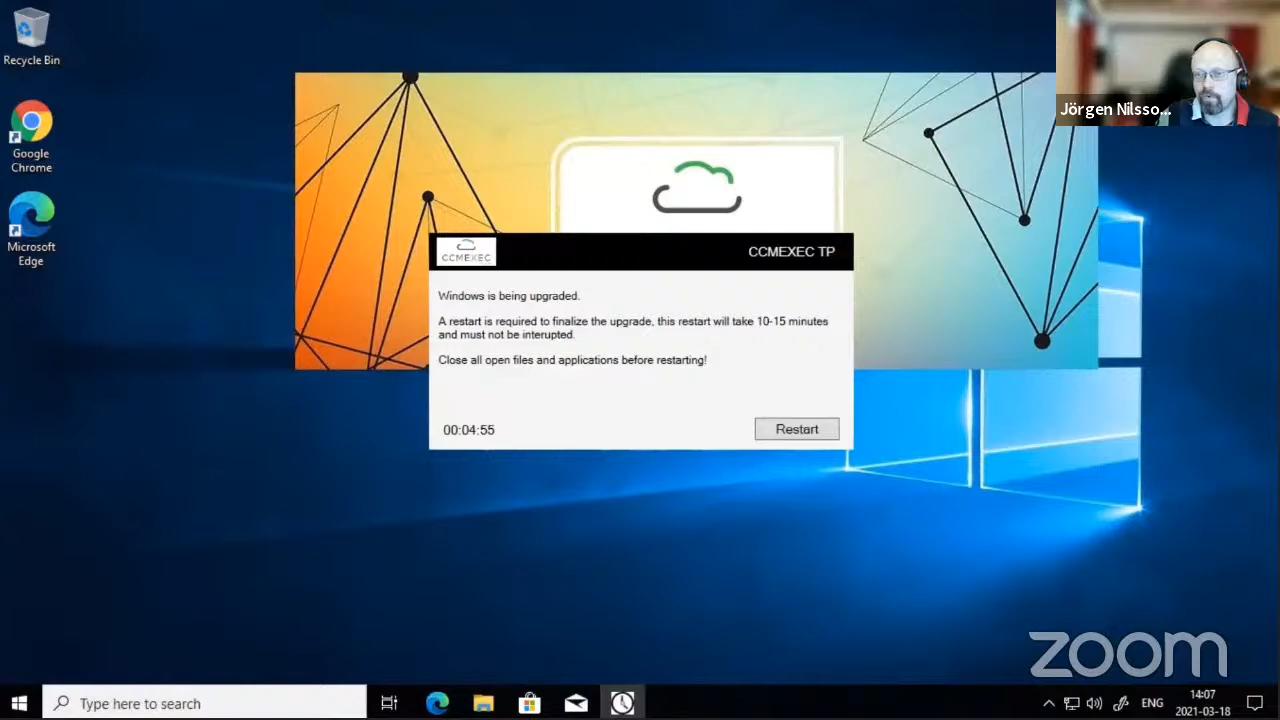 Recycle Bin
Google
Chrome
Microsoft
Edge
Jörgen Nilsso...
CCMEXEC
CCMEXEC TP
Windows is being upgraded.
A restart is required to finalize the upgrade, this restart will take 10-15 minutes
and must not be interupted.
Close all open files and applications before restarting!
00:04:55
Restart
zoom
Type here to search
ENG
14:07
2021-03-18